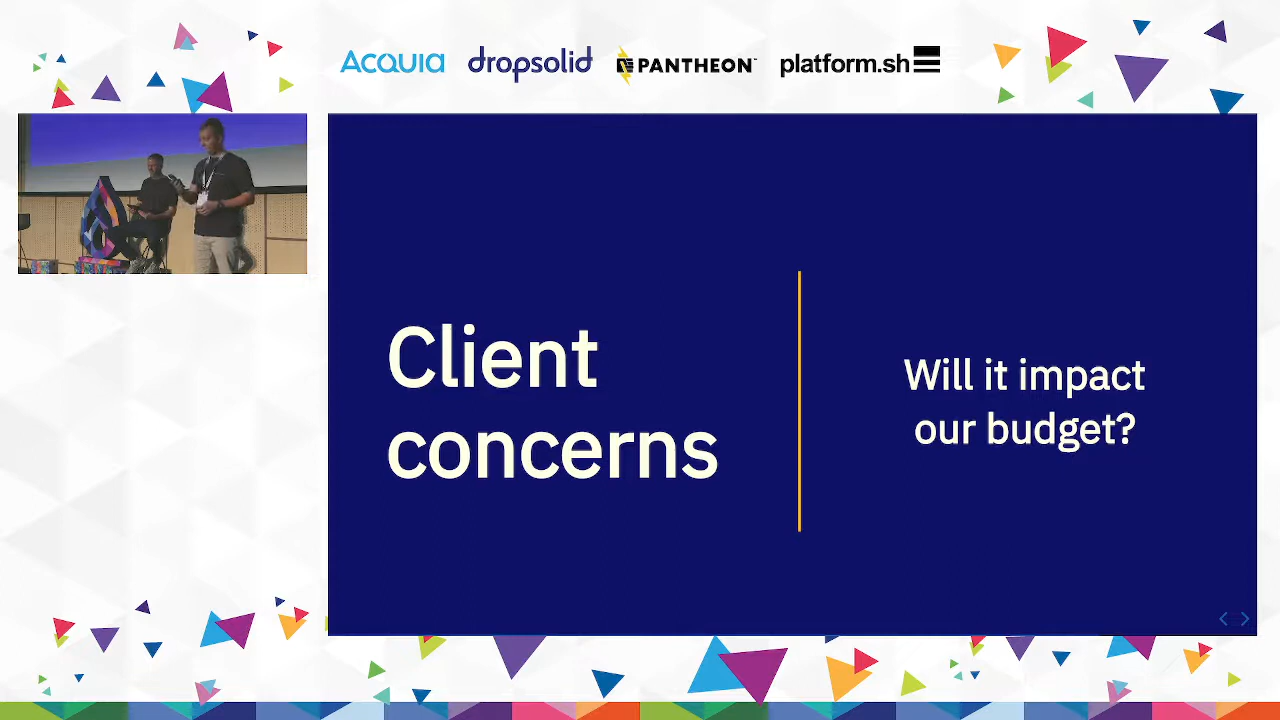 ACQUIA
dropsolid
PANTHEON
platform.sh
Client
concerns
Will it impact
our budget?